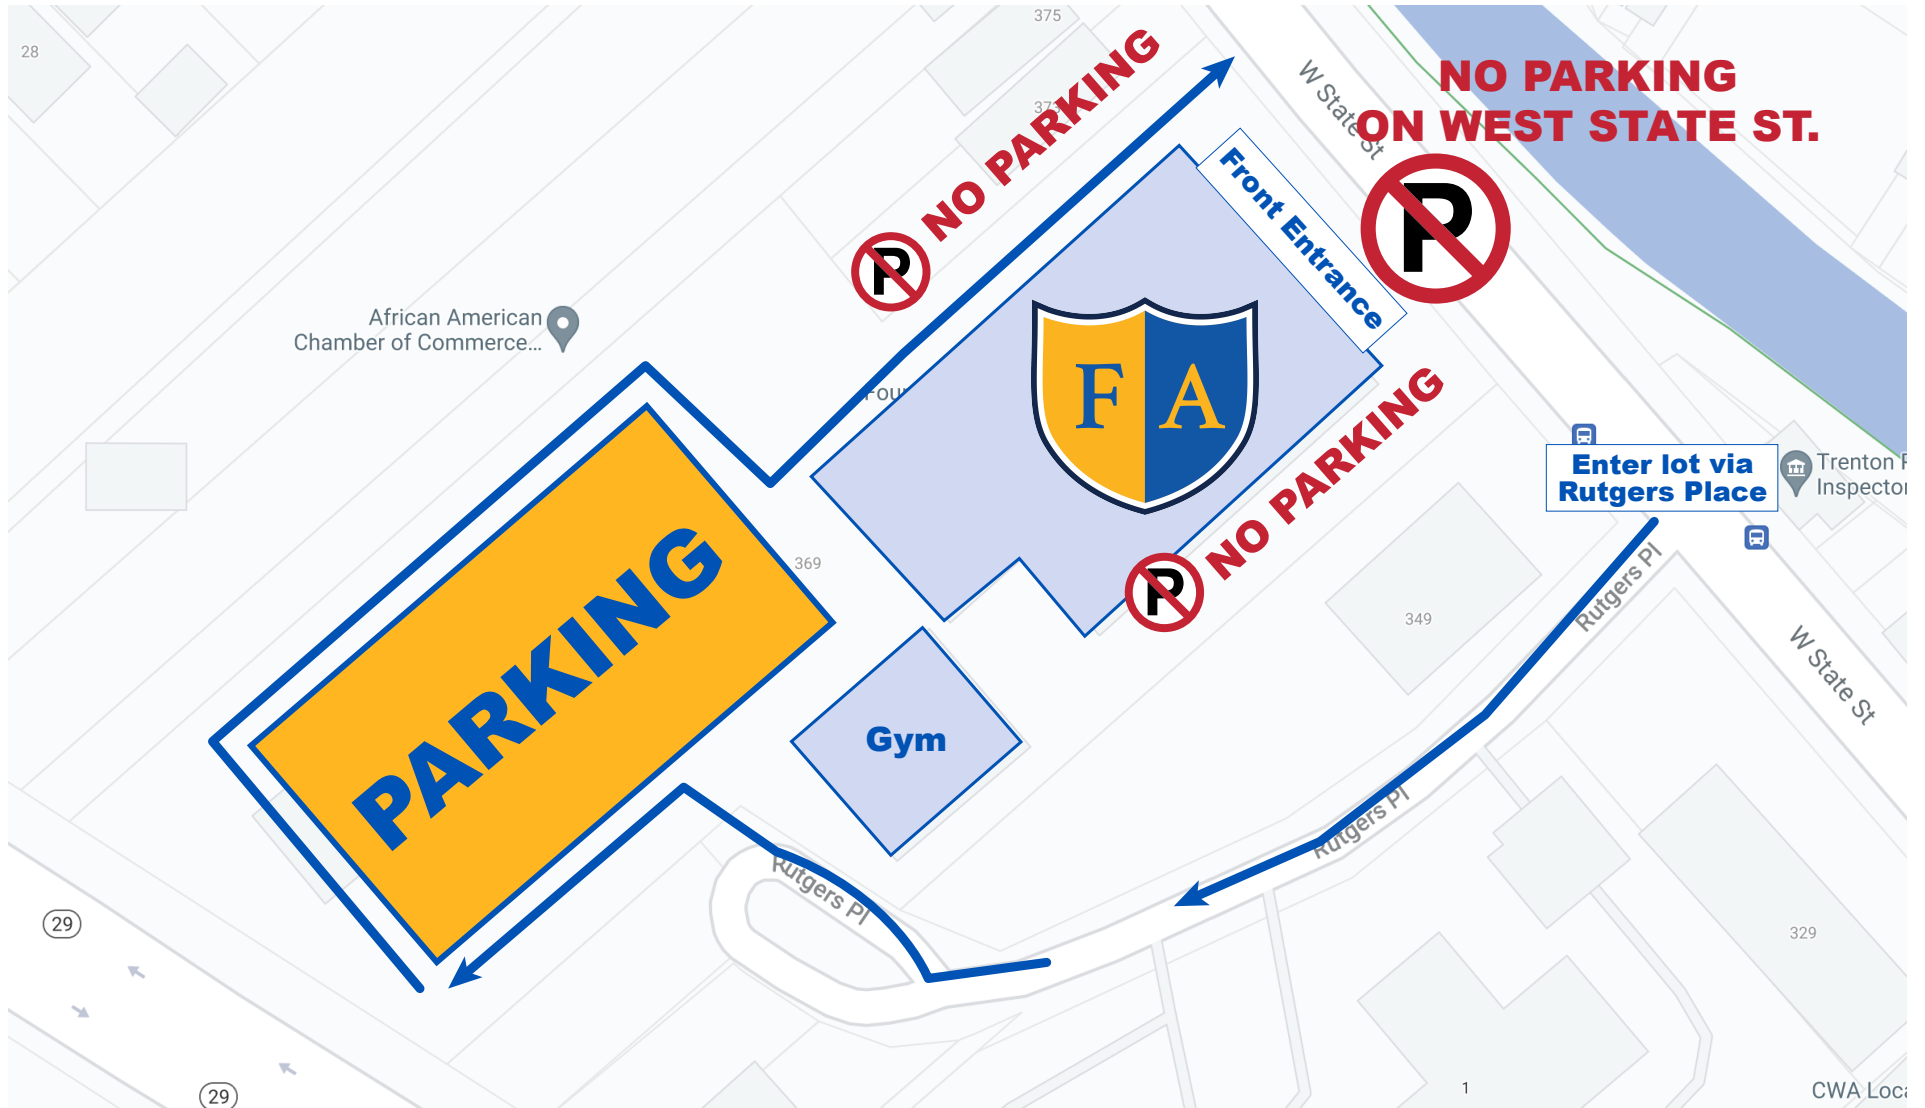 375
28
NO PARKING
ON WEST STATE ST.
W State St
P
373
NO PARKING
P
Front Entrance
African American
Chamber of Commerce...
Fou
F A
NO PARKING
P
Enter lot via
Rutgers Place
Trenton
Inspector
369
PARKING
349
Rutgers Pl
W State St
Gym
Rutgers Pl
Rutgers Pl
29
329
29
1
CWA Loca